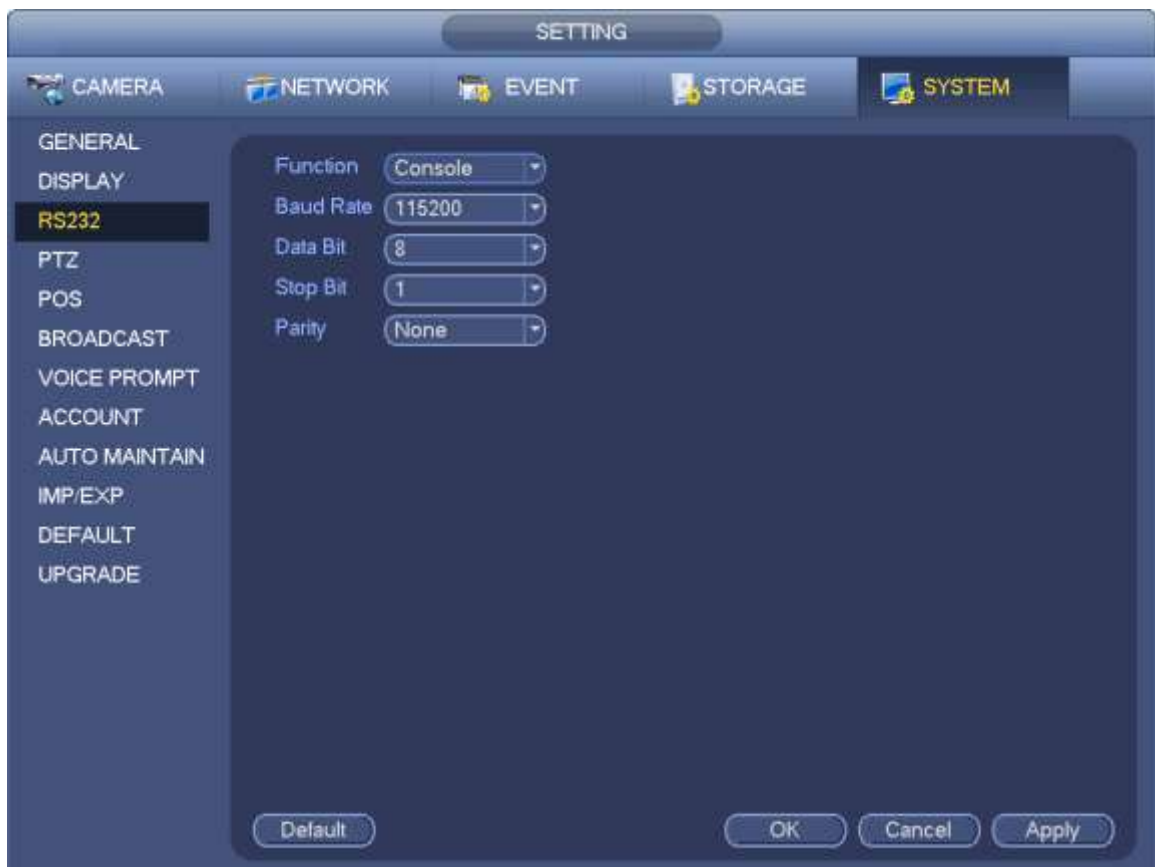 SETTING
CAMERA NETWORK EVENT STORAGE SYSTEM
GENERAL
DISPLAY
RS232
PTZ
POS
BROADCAST
VOICE PROMPT
ACCOUNT
AUTO MAINTAIN
IMP/EXP
DEFAULT
UPGRADE
Function Console
Baud Rate 115200
Data Bit 8
Stop Bit 1
Parity None
Default OK Cancel Apply